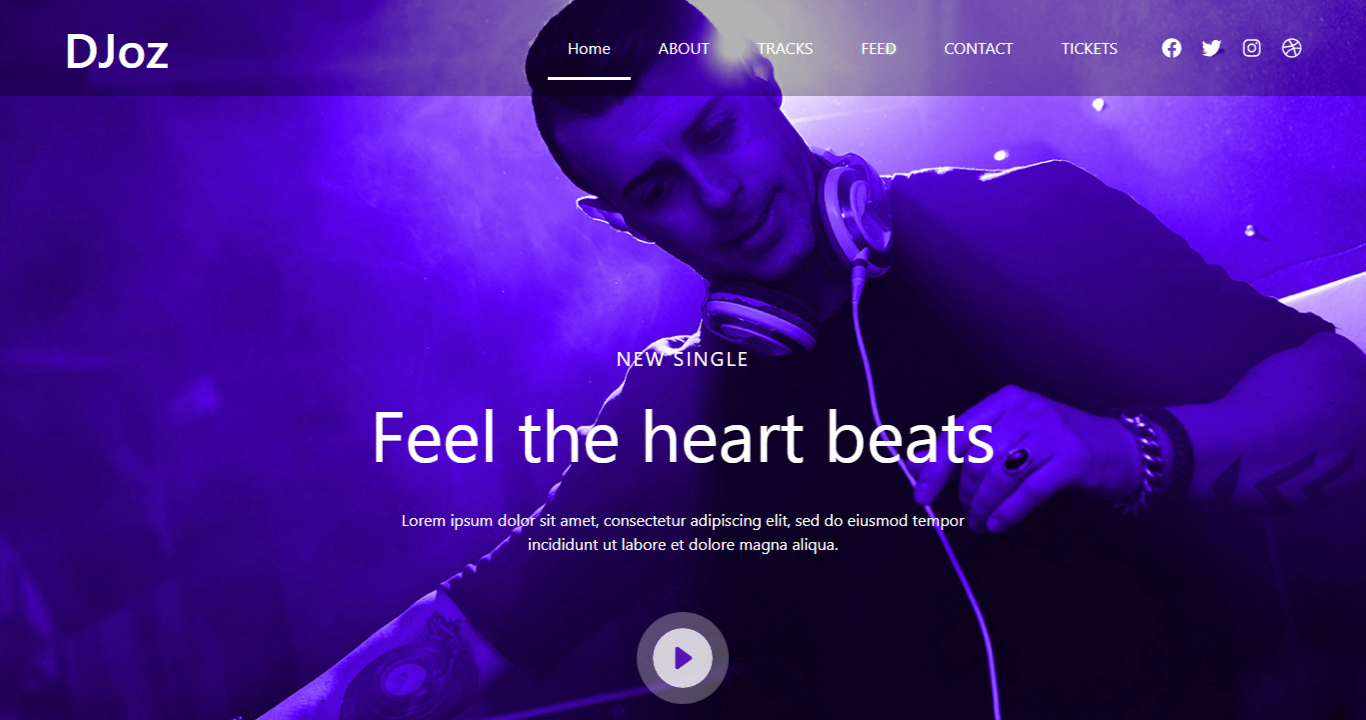 DJoz
Home ABOUT TRACKS FEED CONTACT TICKETS
NEW SINGLE
Feel the heart beats
Lorem ipsum dolor sit amet, consectetur adipiscing elit, sed do eiusmod tempor
incididunt ut labore et dolore magna aliqua.